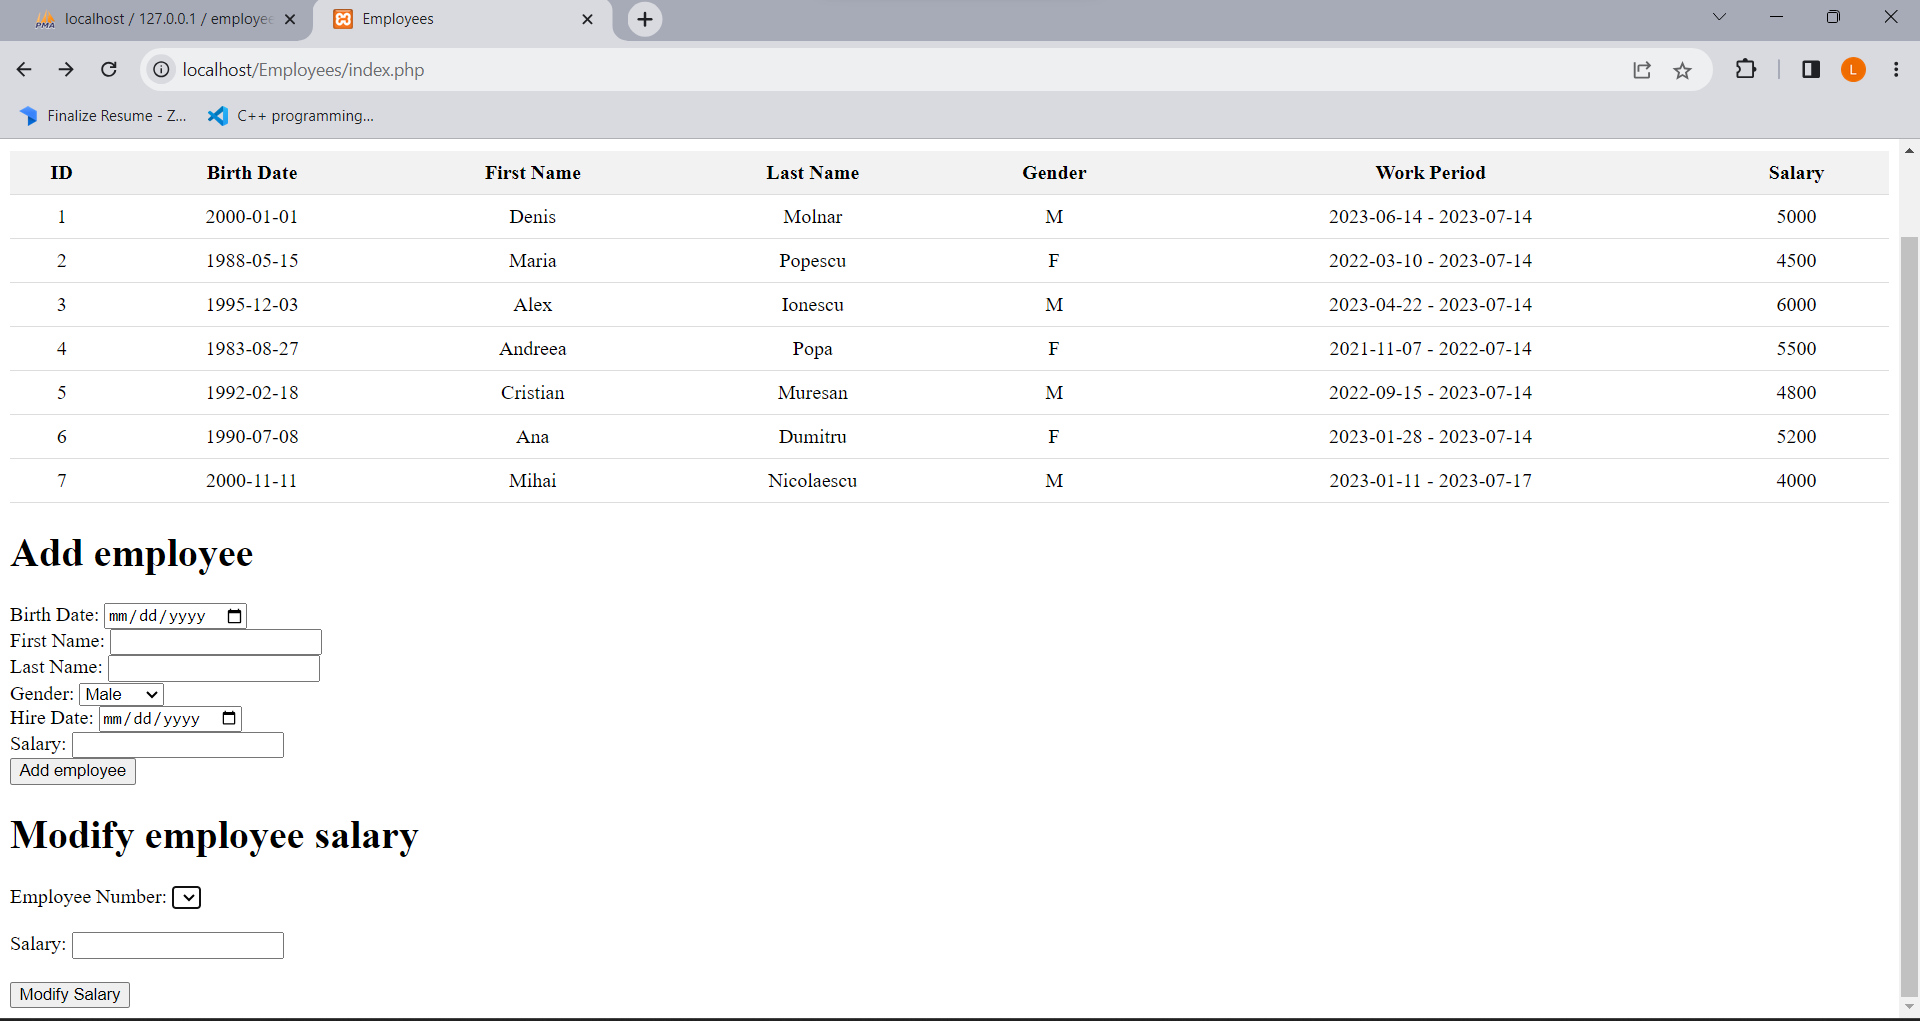 PMA
localhost / 127.0.0.1 / employee
Employees
localhost/Employees/index.php
L
Finalize Resume - Z...
C++ programming...
ID Birth Date First Name Last Name Gender Work Period Salary
1 2000-01-01 Denis Molnar M 2023-06-14 - 2023-07-14 5000
2 1988-05-15 Maria Popescu F 2022-03-10 - 2023-07-14 4500
3 1995-12-03 Alex Ionescu M 2023-04-22 - 2023-07-14 6000
4 1983-08-27 Andreea Popa F 2021-11-07 - 2022-07-14 5500
5 1992-02-18 Cristian Muresan M 2022-09-15 - 2023-07-14 4800
6 1990-07-08 Ana Dumitru F 2023-01-28 - 2023-07-14 5200
7 2000-11-11 Mihai Nicolaescu M 2023-01-11 - 2023-07-17 4000
Add employee
Birth Date: mm/dd/yyyy
First Name:
Last Name:
Gender: Male
Hire Date: mm/dd/yyyy
Salary:
Add employee
Modify employee salary
Employee Number:
Salary:
Modify Salary